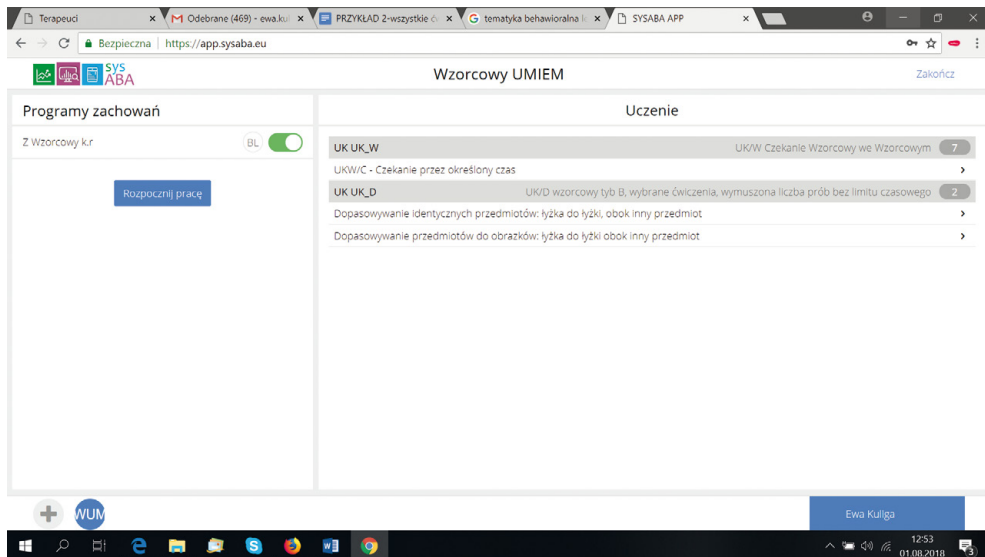 Terapeuci
Odebrane (469) - ewa.kul
PRZYKŁAD 2-wszystkie ć
tematyka behawioralna
SYSABA APP
Bezpieczna | https://app.sysaba.eu
sys
ABA
Wzorcowy UMIEM
Zakończ
Programy zachowań
Uczenie
Z Wzorcowy k.r
BL
Rozpocznij pracę
UK UK_W
UK/W Czekanie Wzorcowy we Wzorcowym 7
UKW/C - Czekanie przez określony czas
UK UK_D
UK/D wzorcowy tyb B, wybrane ćwiczenia, wymuszona liczba prób bez limitu czasowego 2
Dopasowywanie identycznych przedmiotów: łyżka do łyżki, obok inny przedmiot
Dopasowywanie przedmiotów do obrazków: łyżka do łyżki obok inny przedmiot
WUM
Ewa Kuliga
12:53
01.08.2018
3